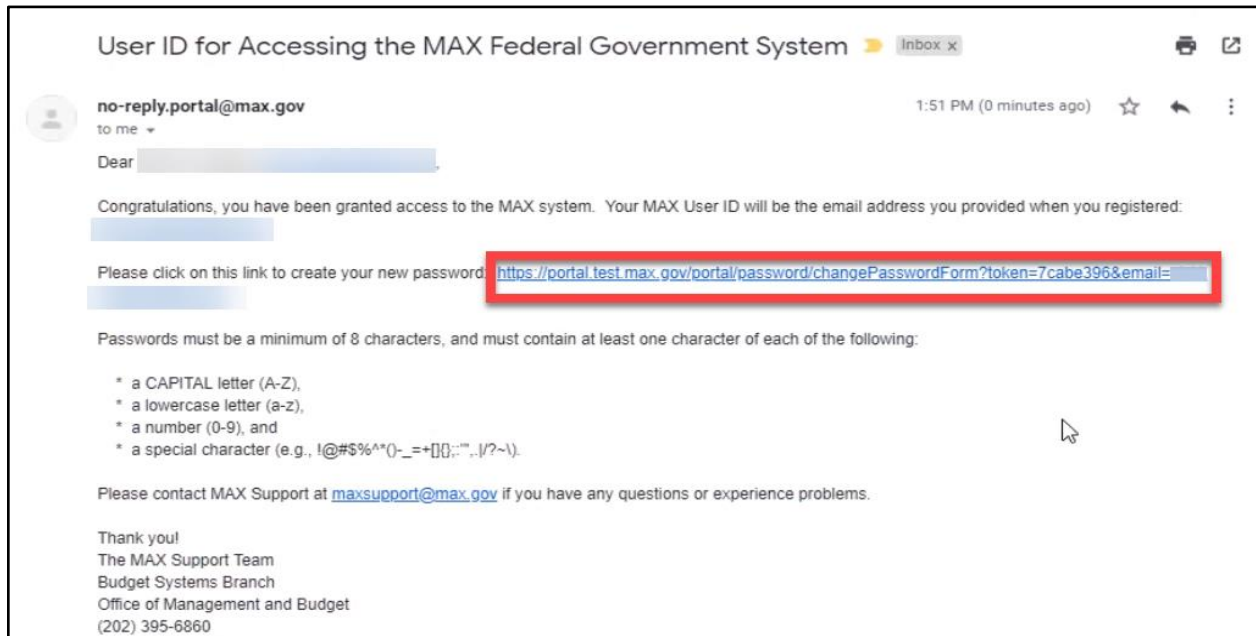 User ID for Accessing the MAX Federal Government System Inbox x
no-reply.portal@max.gov 1:51 PM (0 minutes ago)
to me
Dear ,
Congratulations, you have been granted access to the MAX system. Your MAX User ID will be the email address you provided when you registered:
Please click on this link to create your new password: https://portal.test.max.gov/portal/password/changePasswordForm?token=7cabe396&email=
Passwords must be a minimum of 8 characters, and must contain at least one character of each of the following:
* a CAPITAL letter (A-Z),
* a lowercase letter (a-z),
* a number (0-9), and
* a special character (e.g., !@#$%^*()-_=+[]{};:'",.|/?~\).
Please contact MAX Support at maxsupport@max.gov if you have any questions or experience problems.
Thank you!
The MAX Support Team
Budget Systems Branch
Office of Management and Budget
(202) 395-6860